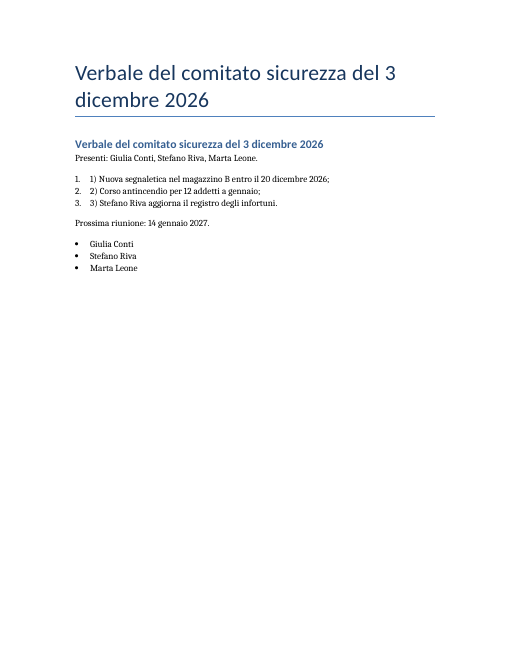 Verbale del comitato sicurezza del 3
dicembre 2026
Verbale del comitato sicurezza del 3 dicembre 2026
Presenti: Giulia Conti, Stefano Riva, Marta Leone.
1. 1) Nuova segnaletica nel magazzino B entro il 20 dicembre 2026;
2. 2) Corso antincendio per 12 addetti a gennaio;
3. 3) Stefano Riva aggiorna il registro degli infortuni.
Prossima riunione: 14 gennaio 2027.
• Giulia Conti
• Stefano Riva
• Marta Leone